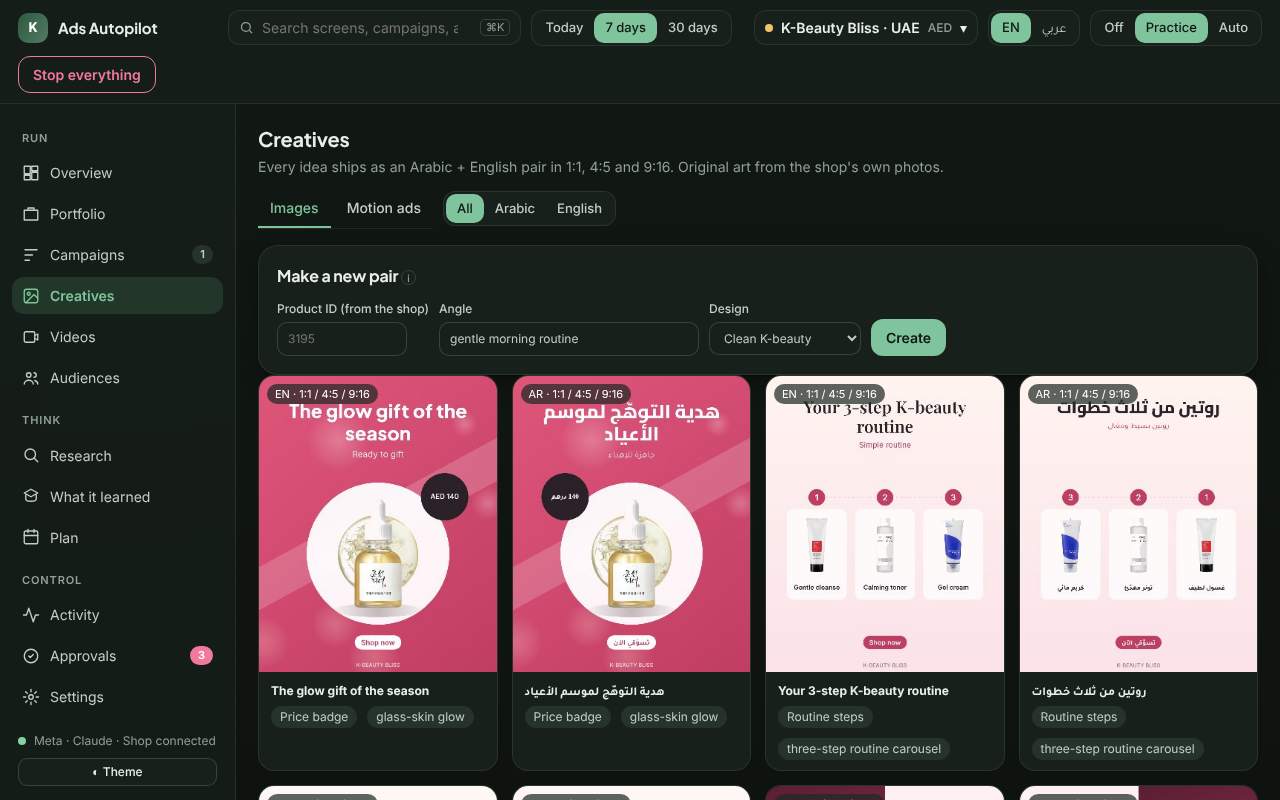 K
Ads Autopilot
Search screens, campaigns, a
⌘K
Today 7 days 30 days
K-Beauty Bliss · UAE AED ▾
EN عربي
Off Practice Auto
Stop everything
RUN
Overview
Portfolio
Campaigns 1
Creatives
Videos
Audiences
THINK
Research
What it learned
Plan
CONTROL
Activity
Approvals 3
Settings
Meta · Claude · Shop connected
Theme
Creatives
Every idea ships as an Arabic + English pair in 1:1, 4:5 and 9:16. Original art from the shop's own photos.
Images Motion ads All Arabic English
Make a new pair i
Product ID (from the shop) Angle Design
3195 gentle morning routine Clean K-beauty Create
EN · 1:1 / 4:5 / 9:16
The glow gift of the
season
Ready to gift
AED 140
Shop now
K-BEAUTY BLISS
The glow gift of the season
Price badge glass-skin glow
AR · 1:1 / 4:5 / 9:16
هدية التوهّج لموسم
الأعياد
جاهزة للإهداء
140 درهم
تسوّقي الآن
K-BEAUTY BLISS
هدية التوهّج لموسم الأعياد
Price badge glass-skin glow
EN · 1:1 / 4:5 / 9:16
Your 3-step K-beauty
routine
Simple routine
1 2 3
Gentle cleanse Calming toner Gel cream
Shop now
K-BEAUTY BLISS
Your 3-step K-beauty routine
Routine steps
three-step routine carousel
AR · 1:1 / 4:5 / 9:16
روتين من ثلاث خطوات
روتين بسيط وفعال
1 2 3
غسول لطيف تونر مهدّئ كريم مائي
تسوّقي الآن
K-BEAUTY BLISS
روتين من ثلاث خطوات
Routine steps
three-step routine carousel